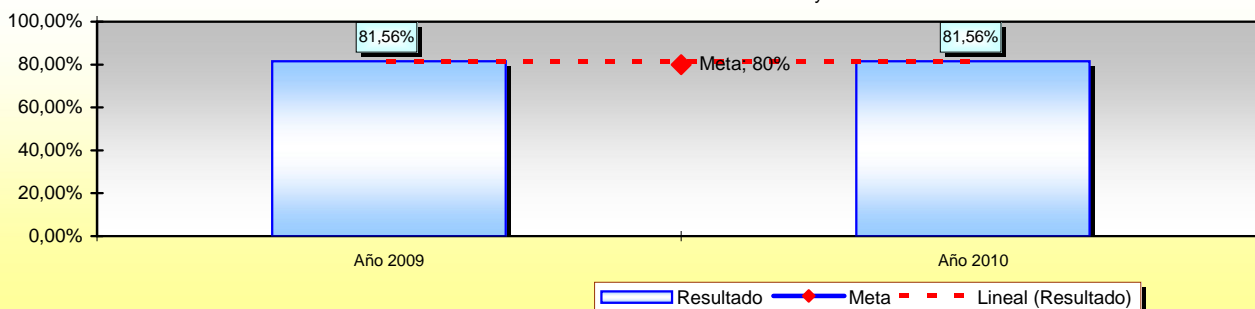 100,00%
81,56%
81,56%
80,00%
Meta; 80%
60,00%
40,00%
20,00%
0,00%
Año 2009
Año 2010
Resultado
Meta
Lineal (Resultado)